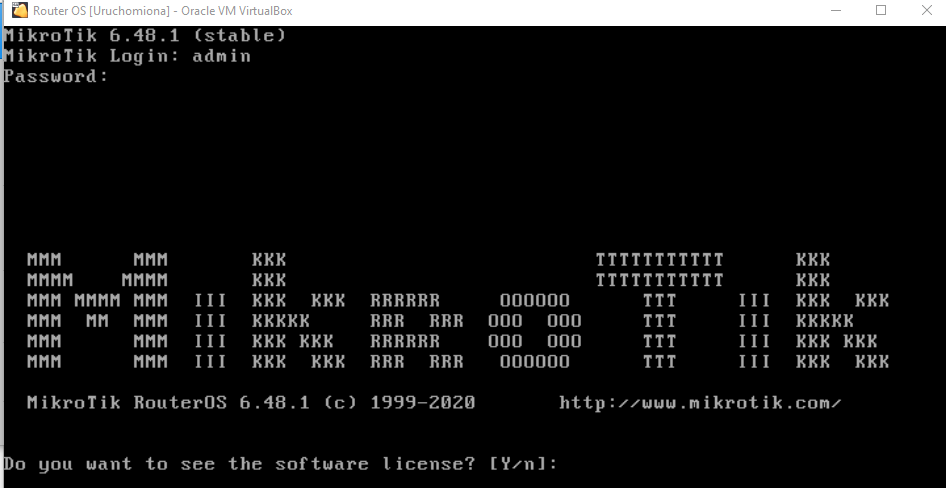 Router OS [Uruchomiona] - Oracle VM VirtualBox
MikroTik 6.48.1 (stable)
MikroTik Login: admin
Password:
MMM      MMM       KKK                          TTTTTTTTTTT      KKK
MMMM    MMMM       KKK                          TTTTTTTTTTT      KKK
MMM MMMM MMM  III  KKK  KKK  RRRRRR     OOOOOO      TTT     III  KKK  KKK
MMM  MM  MMM  III  KKKKK     RRR  RRR  OOO  OOO     TTT     III  KKKKK
MMM      MMM  III  KKK KKK   RRRRRR    OOO  OOO     TTT     III  KKK KKK
MMM      MMM  III  KKK  KKK  RRR  RRR   OOOOOO      TTT     III  KKK  KKK
MikroTik RouterOS 6.48.1 (c) 1999-2020       http://www.mikrotik.com/
Do you want to see the software license? [Y/n]: